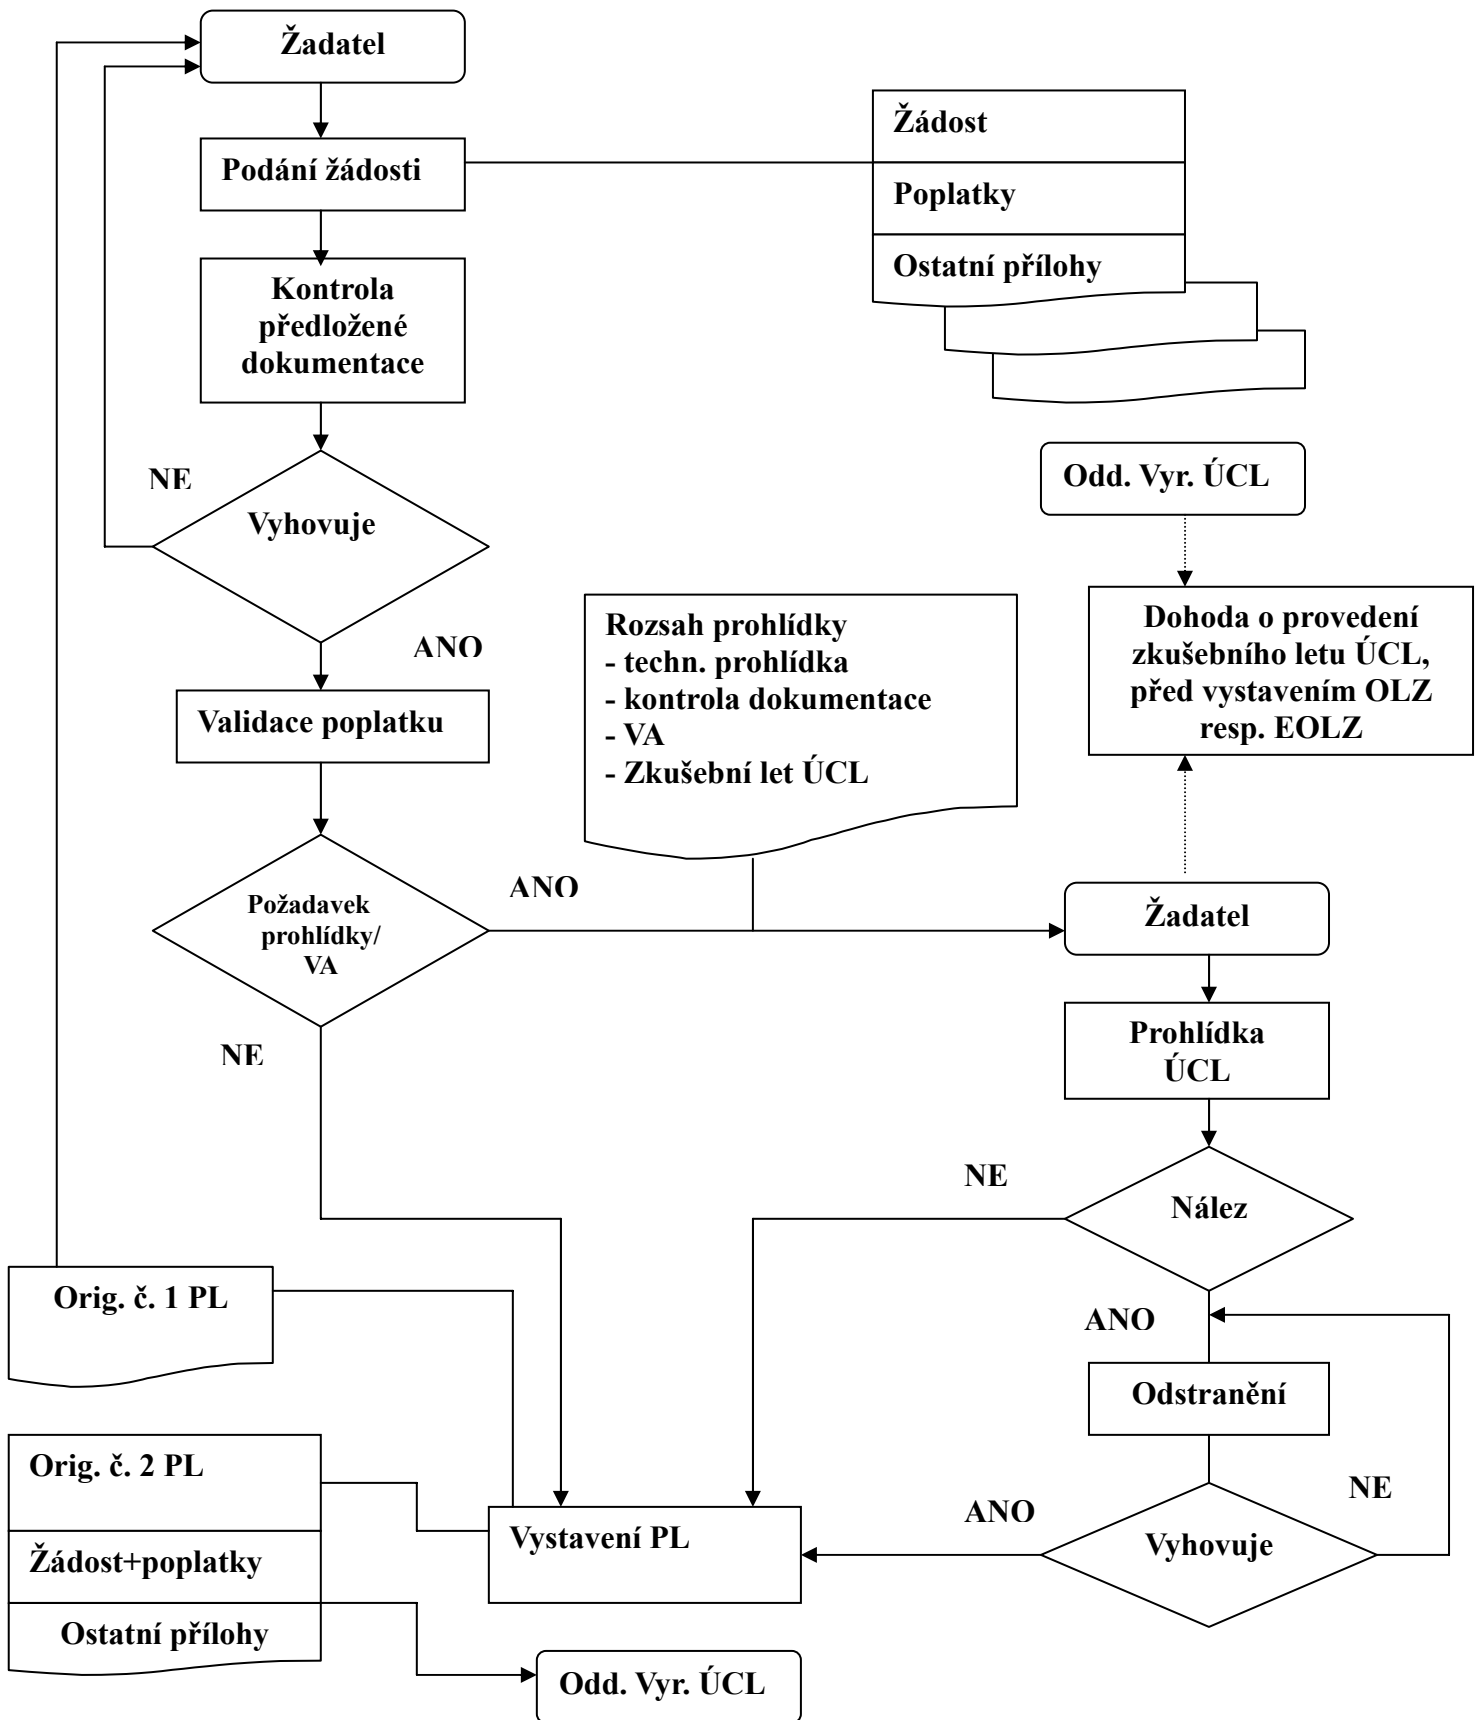 Žadatel
Podání žádosti
Žádost
Poplatky
Ostatní přílohy
Kontrola
předložené
dokumentace
NE
Vyhovuje
ANO
Odd. Vyr. ÚCL
Dohoda o provedení
zkušebního letu ÚCL,
před vystavením OLZ
resp. EOLZ
Validace poplatku
Rozsah prohlídky
- techn. prohlídka
- kontrola dokumentace
- VA
- Zkušební let ÚCL
Požadavek
prohlídky/
VA
ANO
NE
Žadatel
Prohlídka
ÚCL
NE
Nález
ANO
Odstranění
NE
ANO
Vyhovuje
Orig. č. 1 PL
Orig. č. 2 PL
Žádost+poplatky
Ostatní přílohy
Vystavení PL
Odd. Vyr. ÚCL